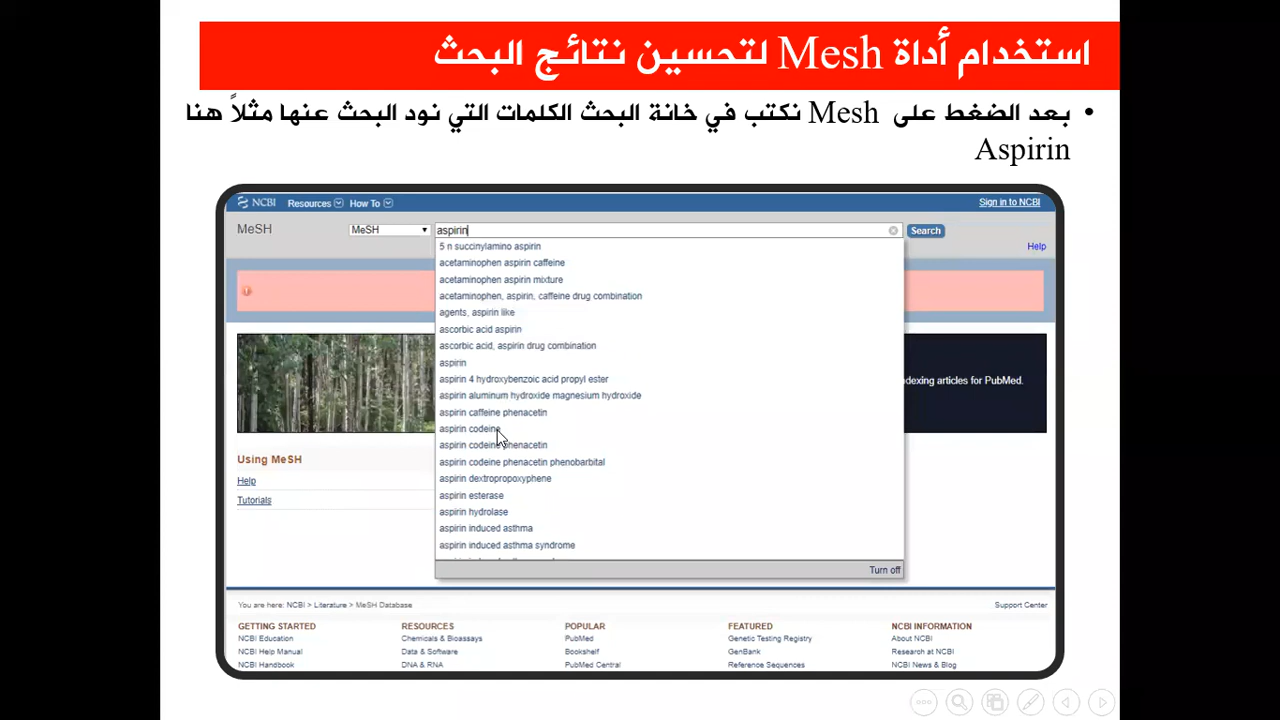 استخدام أداة Mesh لتحسين نتائج البحث
• بعد الضغط على Mesh نكتب في خانة البحث الكلمات التي نود البحث عنها مثلاً هنا
Aspirin
NCBI Resources How To Sign in to NCBI
MeSH MeSH aspirin Search
Help
5 n succinylamino aspirin
acetaminophen aspirin caffeine
acetaminophen aspirin mixture
acetaminophen, aspirin, caffeine drug combination
agents, aspirin like
ascorbic acid aspirin
ascorbic acid, aspirin drug combination
aspirin
aspirin 4 hydroxybenzoic acid propyl ester
dexing articles for PubMed.
aspirin aluminum hydroxide magnesium hydroxide
aspirin caffeine phenacetin
aspirin codeine
aspirin codeine phenacetin
aspirin codeine phenacetin phenobarbital
aspirin dextropropoxyphene
aspirin esterase
aspirin hydrolase
aspirin induced asthma
aspirin induced asthma syndrome
Turn off
Using MeSH
Help
Tutorials
You are here: NCBI > Literature > MeSH Database Support Center
GETTING STARTED
NCBI Education
NCBI Help Manual
NCBI Handbook
RESOURCES
Chemicals & Bioassays
Data & Software
DNA & RNA
POPULAR
PubMed
Bookshelf
PubMed Central
FEATURED
Genetic Testing Registry
GenBank
Reference Sequences
NCBI INFORMATION
About NCBI
Research at NCBI
NCBI News & Blog